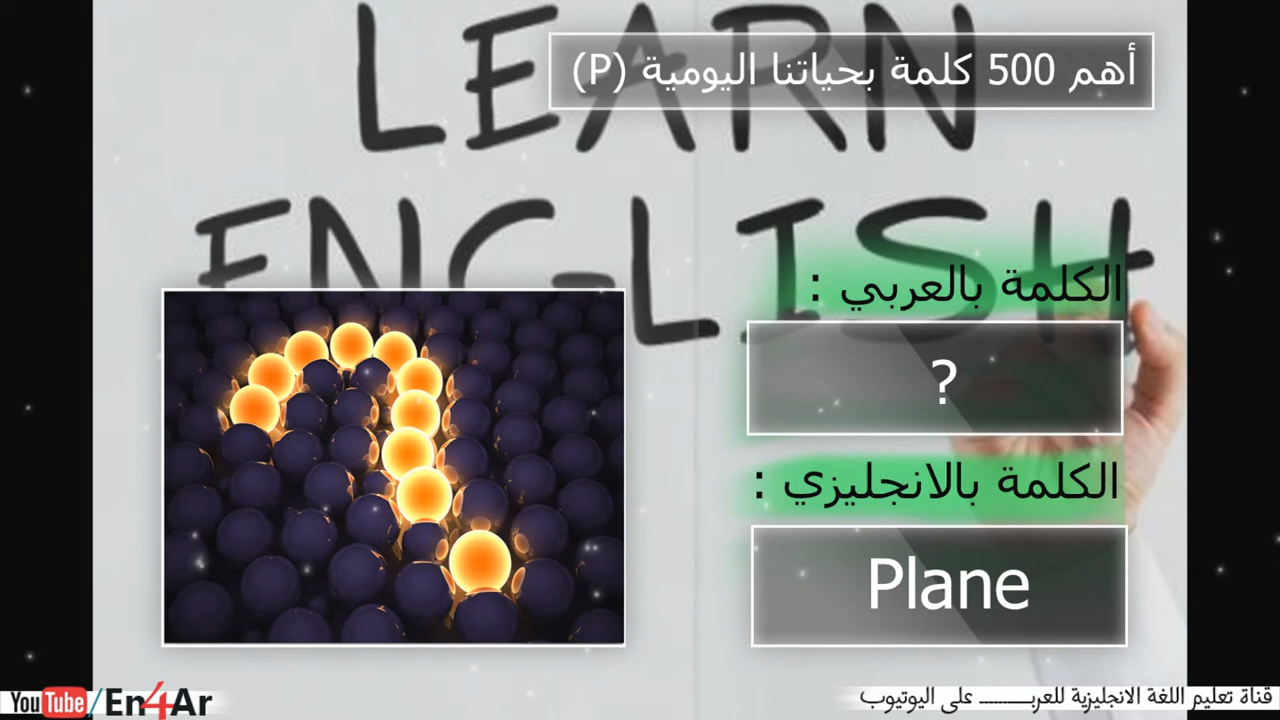 LEARN
ENGLISH
أهم 500 كلمة بحياتنا اليومية (P)
الكلمة بالعربي :
?
الكلمة بالانجليزي :
Plane
YouTube/En4Ar
قناة تعليم اللغة الانجليزية للعربـــــــــ على اليوتيوب